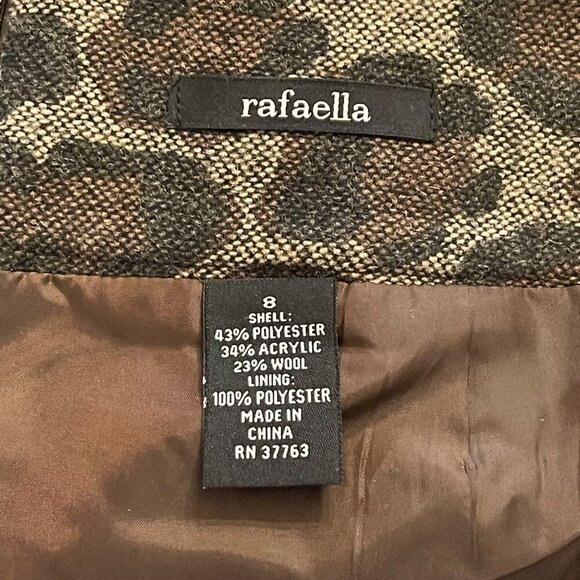 rafaella
8
SHELL:
43% POLYESTER
34% ACRYLIC
23% WOOL
LINING:
100% POLYESTER
MADE IN
CHINA
RN 37763